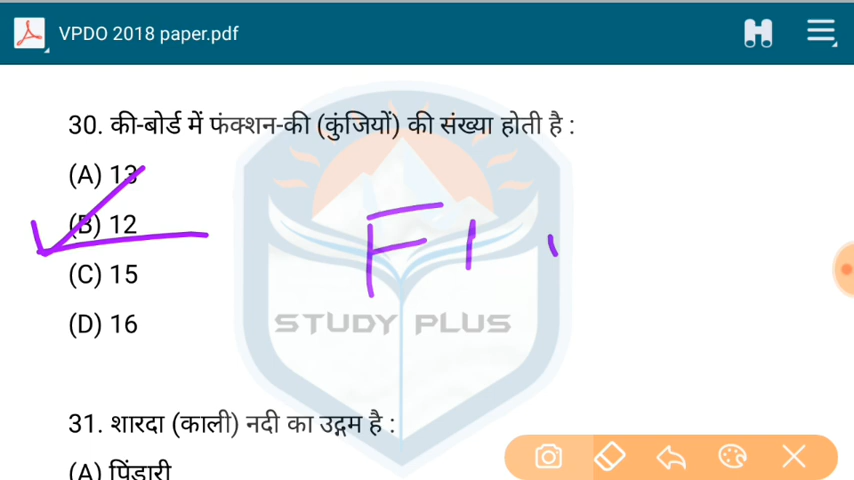 VPDO 2018 paper.pdf
30. की-बोर्ड में फंक्शन-की (कुंजियों) की संख्या होती है :
(A) 13
(B) 12
(C) 15
(D) 16
F1
STUDY PLUS
31. शारदा (काली) नदी का उद्गम है :
(A) पिंडारी